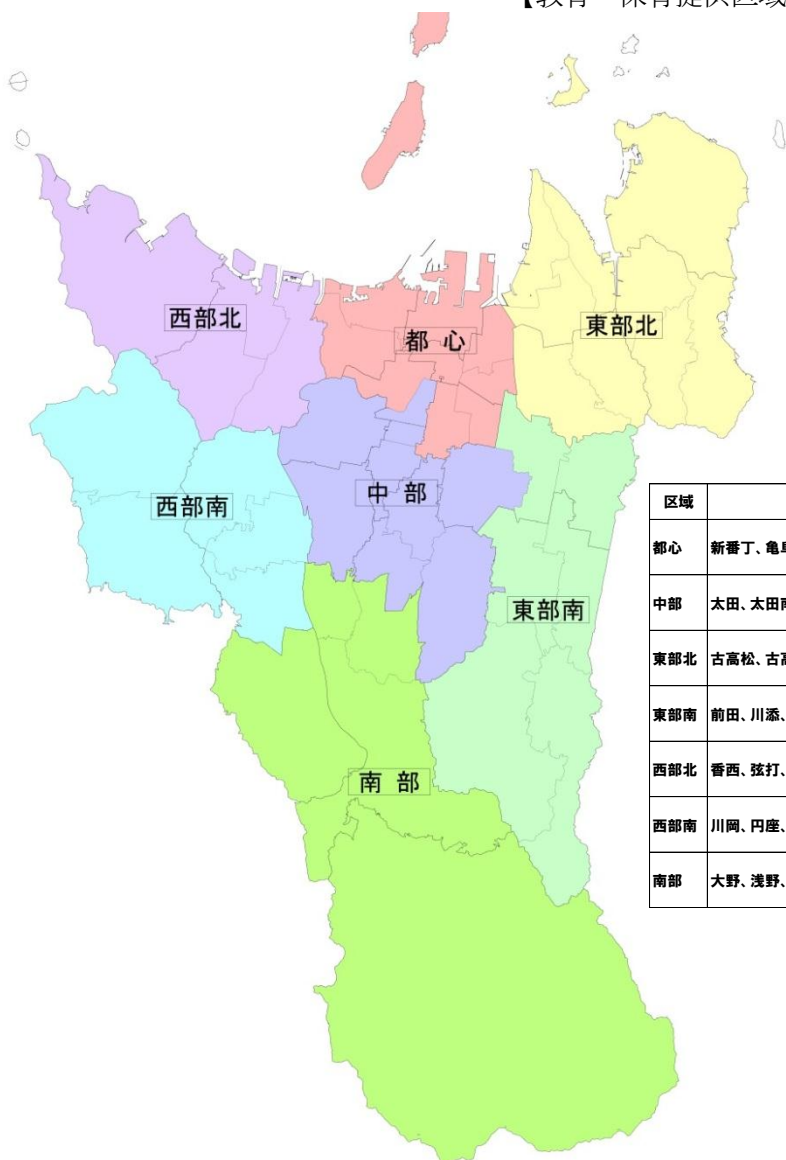 【教育・保育提供区域
西部北
都 心
東部北
西部南
中 部
東部南
南 部
区域
都心 新番丁、亀
中部 太田、太田南
東部北 古高松、古
東部南 前田、川添、
西部北 香西、弦打、
西部南 川岡、円座、
南部 大野、浅野、